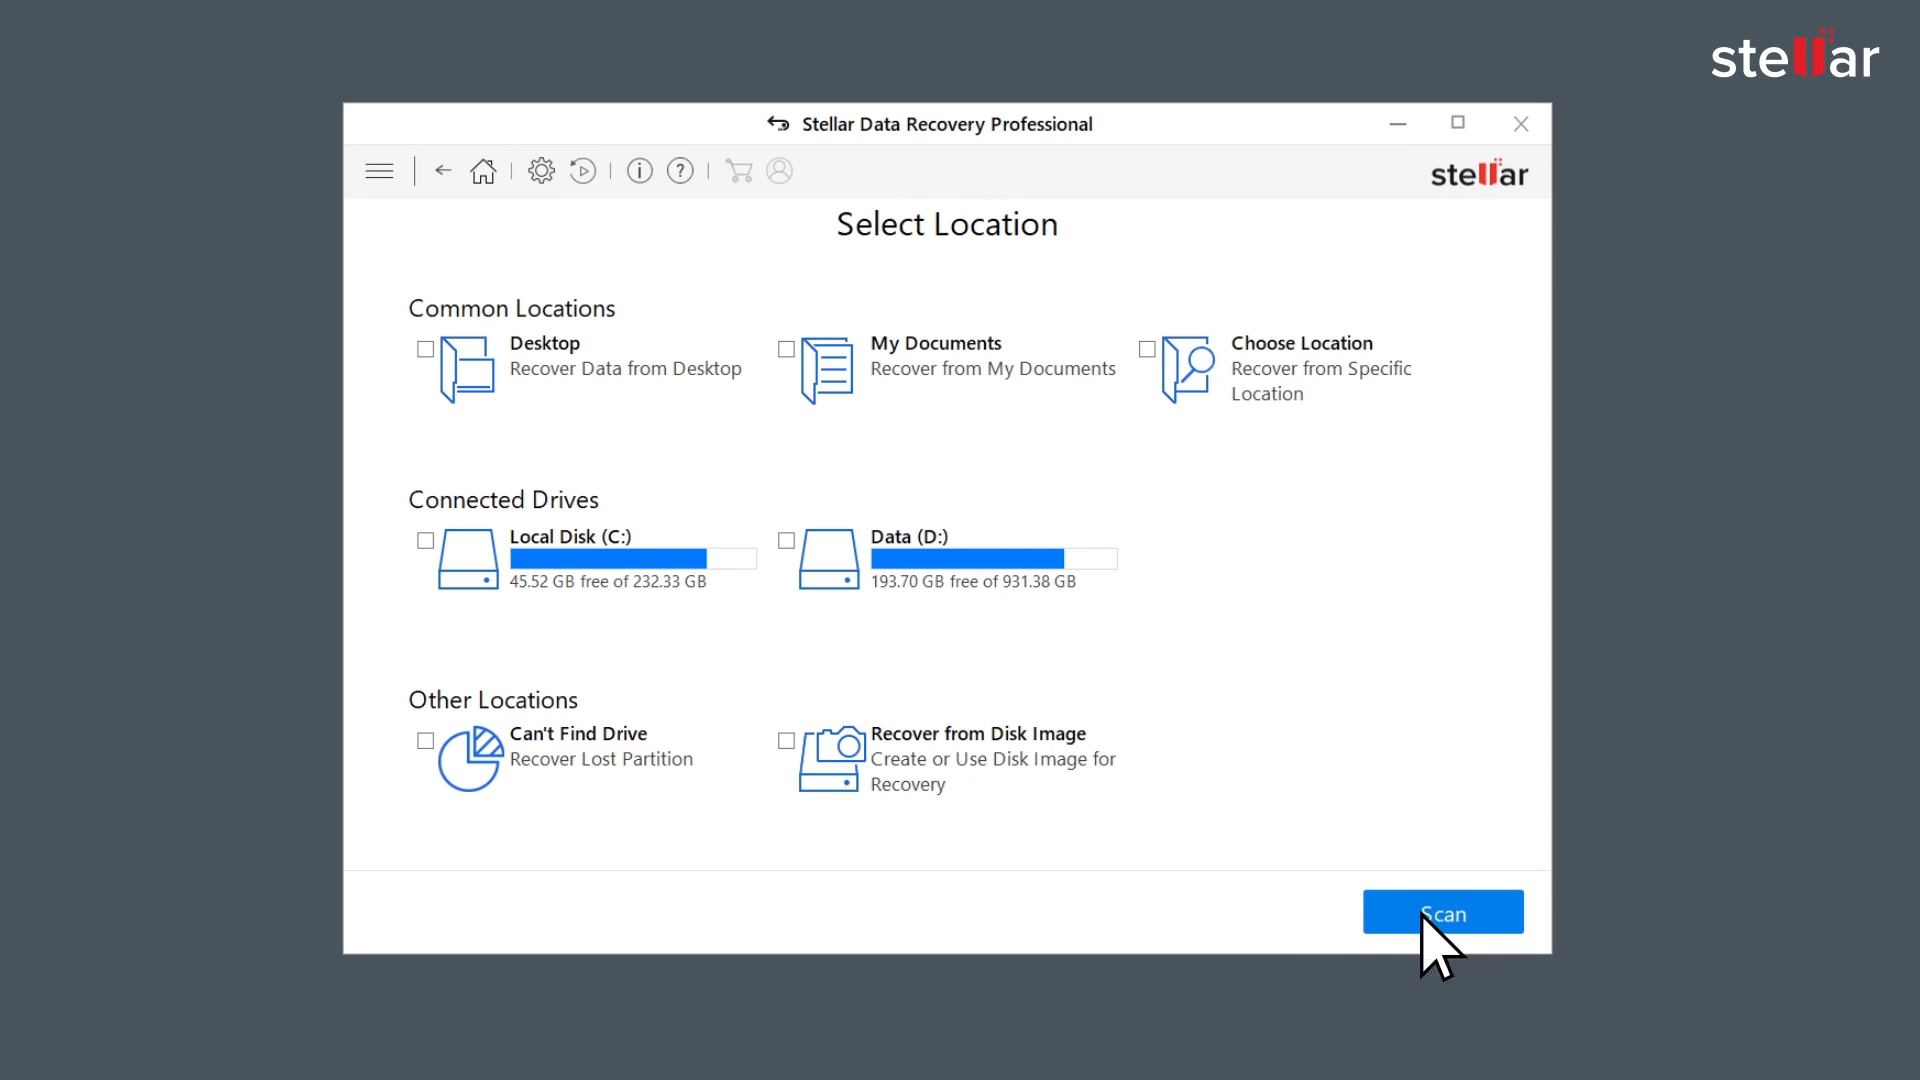 stellar
Stellar Data Recovery Professional
stellar
Select Location
Common Locations
Desktop
Recover Data from Desktop
My Documents
Recover from My Documents
Choose Location
Recover from Specific
Location
Connected Drives
Local Disk (C:)
45.52 GB free of 232.33 GB
Data (D:)
193.70 GB free of 931.38 GB
Other Locations
Can't Find Drive
Recover Lost Partition
Recover from Disk Image
Create or Use Disk Image for
Recovery
Scan